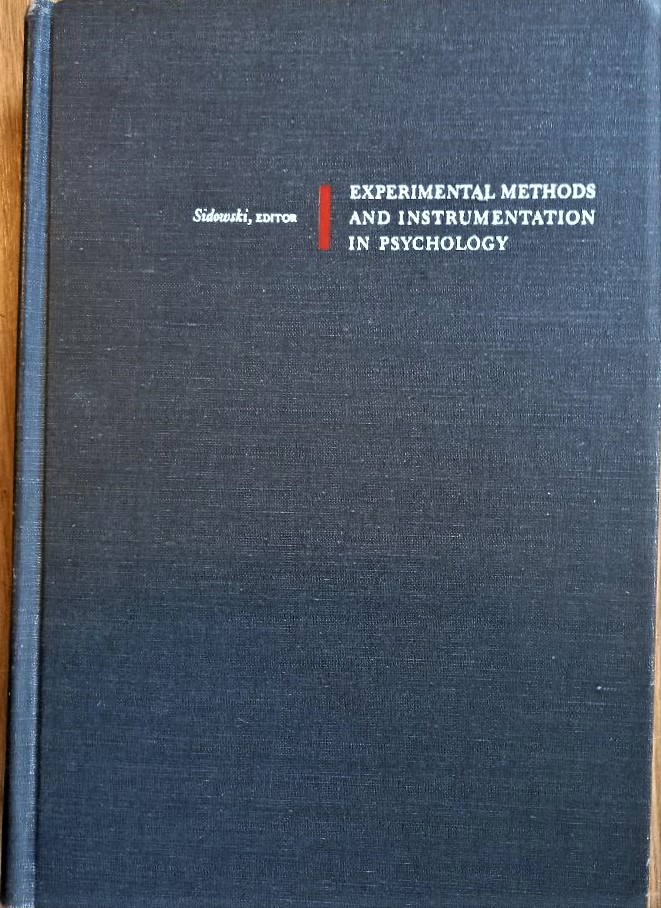 Sidowski, EDITOR
EXPERIMENTAL METHODS
AND INSTRUMENTATION
IN PSYCHOLOGY